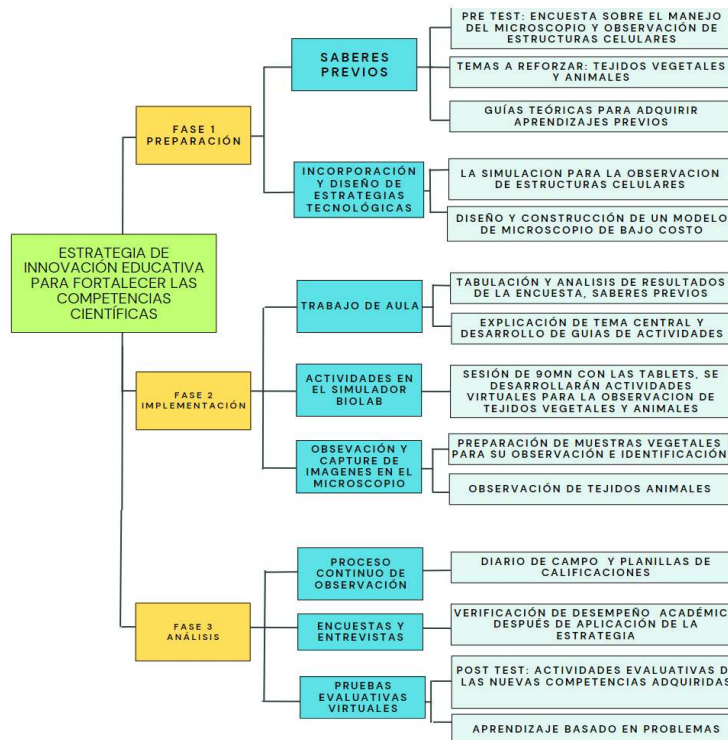 ESTRATEGIA DE
INNOVACIÓN EDUCATIVA
PARA FORTALECER LAS
COMPETENCIAS
CIENTÍFICAS
FASE 1
PREPARACIÓN
SABERES
PREVIOS
PRE TEST: ENCUESTA SOBRE EL MANEJO
DEL MICROSCOPIO Y OBSERVACIÓN DE
ESTRUCTURAS CELULARES
TEMAS A REFORZAR: TEJIDOS VEGETALES
Y ANIMALES
GUÍAS TEÓRICAS PARA ADQUIRIR
APRENDIZAJES PREVIOS
INCORPORACIÓN
Y DISEÑO DE
ESTRATEGIAS
TECNOLÓGICAS
LA SIMULACION PARA LA OBSERVACION
DE ESTRUCTURAS CELULARES
DISEÑO Y CONSTRUCCIÓN DE UN MODELO
DE MICROSCOPIO DE BAJO COSTO
FASE 2
IMPLEMENTACIÓN
TRABAJO DE AULA
TABULACIÓN Y ANALISIS DE RESULTADOS
DE LA ENCUESTA, SABERES PREVIOS
EXPLICACIÓN DE TEMA CENTRAL Y
DESARROLLO DE GUIAS DE ACTIVIDADES
ACTIVIDADES EN
EL SIMULADOR
BIOLAB
SESIÓN DE 90MN CON LAS TABLETS, SE
DESARROLLARÁN ACTIVIDADES
VIRTUALES PARA LA OBSERVACION DE
TEJIDOS VEGETALES Y ANIMALES
OBSEVACIÓN Y
CAPTURE DE
IMAGENES EN EL
MICROSCOPIO
PREPARACIÓN DE MUESTRAS VEGETALES
PARA SU OBSERVACIÓN E IDENTIFICACIÓN
OBSERVACIÓN DE TEJIDOS ANIMALES
FASE 3
ANÁLISIS
PROCESO
CONTINUO DE
OBSERVACIÓN
DIARIO DE CAMPO Y PLANILLAS DE
CALIFICACIONES
ENCUESTAS Y
ENTREVISTAS
VERIFICACIÓN DE DESEMPEÑO ACADÉMIC
DESPUÉS DE APLICACIÓN DE LA
ESTRATEGIA
PRUEBAS
EVALUATIVAS
VIRTUALES
POST TEST: ACTIVIDADES EVALUATIVAS D
LAS NUEVAS COMPETENCIAS ADQUIRIDAS
APRENDIZAJE BASADO EN PROBLEMAS